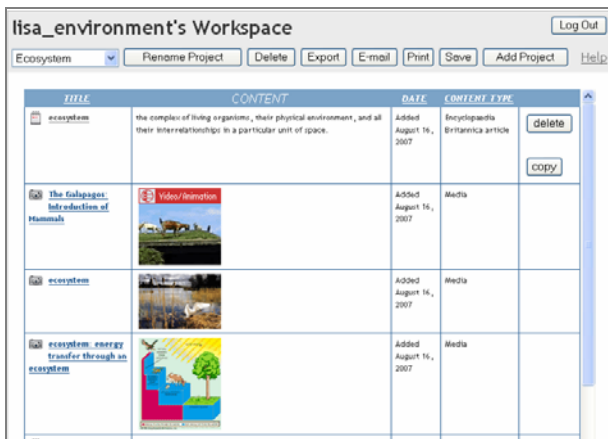 lisa_environment's Workspace
Log Out
Ecosystem Rename Project Delete Export E-mail Print Save Add Project Help
TITLE CONTENT DATE CONTENT TYPE
ecosystem
the complex of living organisms, their physical environment, and all
their interrelationships in a particular unit of space.
Added
August 16,
2007
Encyclopaedia
Britannica article
delete
copy
The Galapagos:
Introduction of
Mammals
Video/Animation
Added
August 16,
2007
Media
ecosystem
Added
August 16,
2007
Media
ecosystem: energy
transfer through an
ecosystem
Added
August 16,
2007
Media